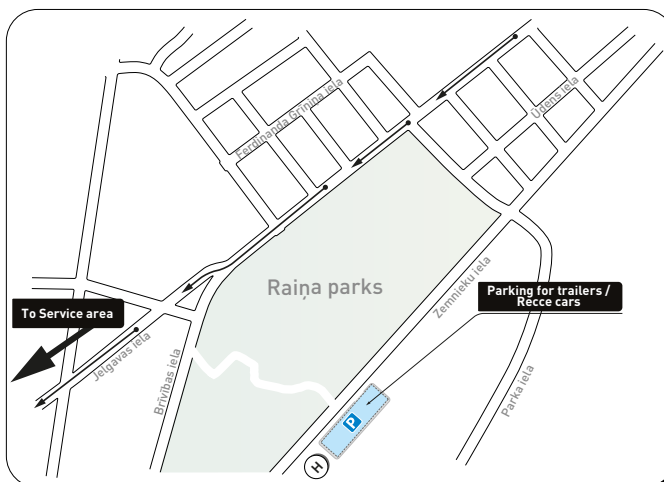 Ūdens iela
Ferdinanda Grīniņa iela
Raiņa parks
Zemnieku iela
Parking for trailers /
Recce cars
To Service area
Jelgavas iela
Brīvības iela
Parka iela
P
H